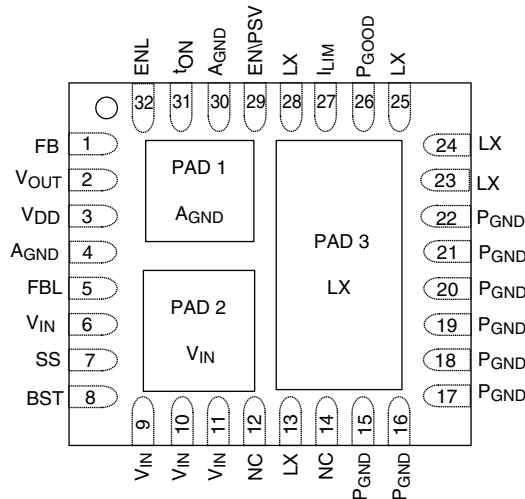 ENL
tON
AGND
EN\PSV
LX
ILIM
PGOOD
LX
32
31
30
29
28
27
26
25
FB 1
VOUT 2
VDD 3
AGND 4
FBL 5
VIN 6
SS 7
BST 8
PAD 1
AGND
PAD 2
VIN
PAD 3
LX
24 LX
23 LX
22 PGND
21 PGND
20 PGND
19 PGND
18 PGND
17 PGND
9
10
11
12
13
14
15
16
VIN
VIN
VIN
NC
LX
NC
PGND
PGND